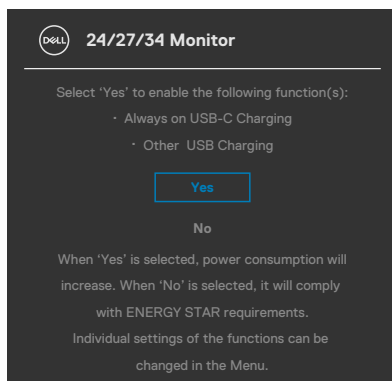 DELL 24/27/34 Monitor
Select ‘Yes’ to enable the following function(s):
· Always on USB-C Charging
· Other USB Charging
Yes
No
When ‘Yes’ is selected, power consumption will
increase. When ‘No’ is selected, it will comply
with ENERGY STAR requirements.
Individual settings of the functions can be
changed in the Menu.